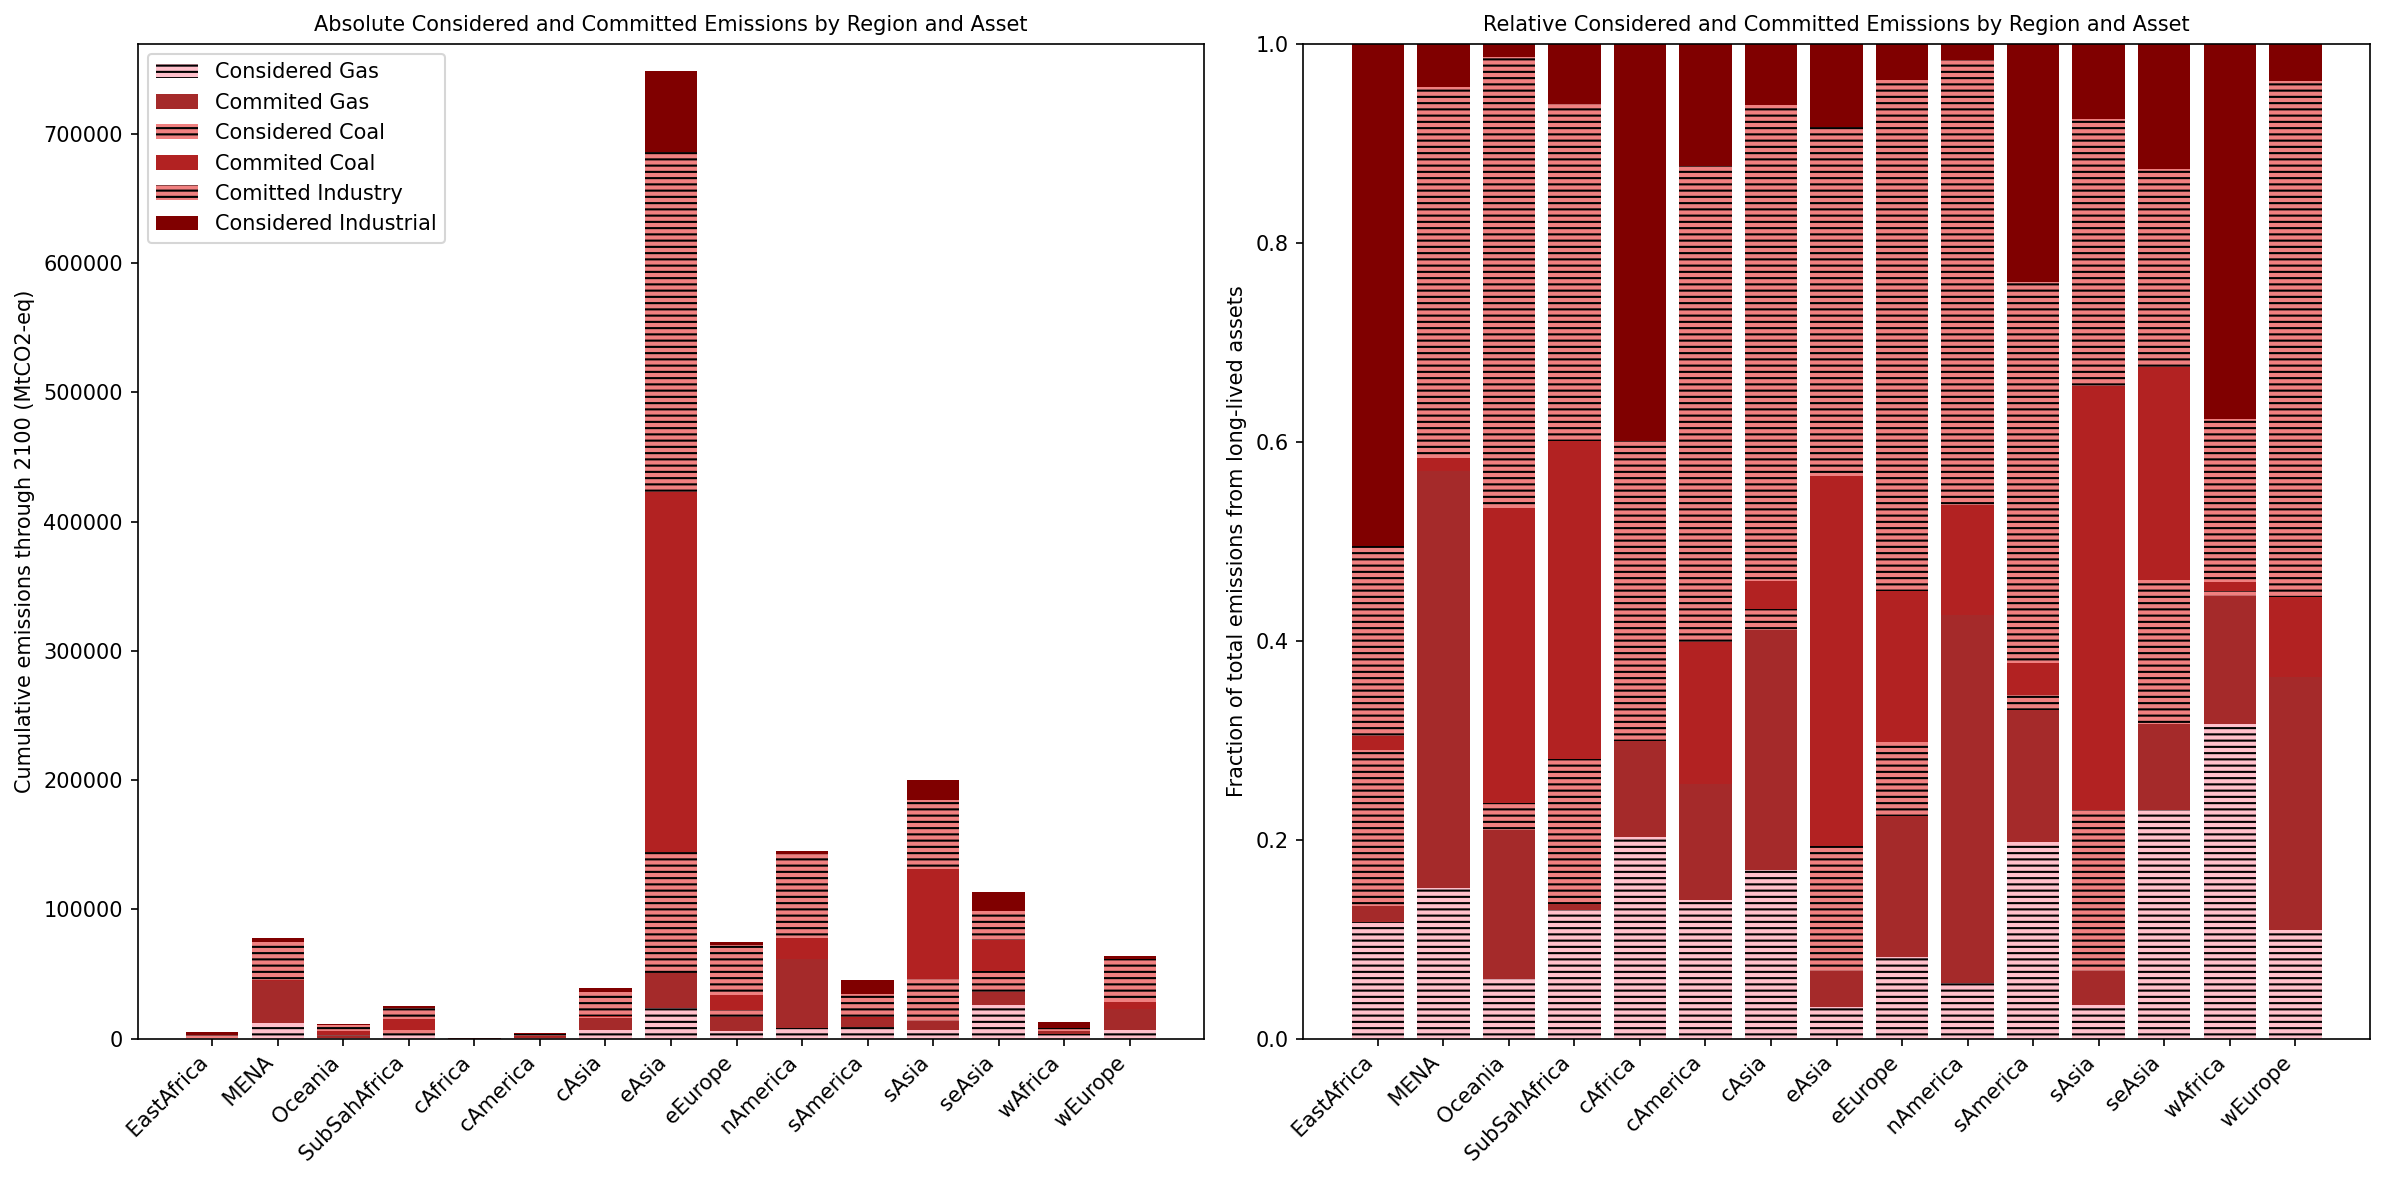 Absolute Considered and Committed Emissions by Region and Asset
Cumulative emissions through 2100 (MtCO2-eq)
700000
600000
500000
400000
300000
200000
100000
0
Considered Gas
Commited Gas
Considered Coal
Commited Coal
Comitted Industry
Considered Industrial
EastAfrica
MENA
Oceania
SubSahAfrica
cAfrica
cAmerica
cAsia
eAsia
eEurope
nAmerica
sAmerica
sAsia
seAsia
wAfrica
wEurope
Relative Considered and Committed Emissions by Region and Asset
Fraction of total emissions from long-lived assets
1.0
0.8
0.6
0.4
0.2
0.0
EastAfrica
MENA
Oceania
SubSahAfrica
cAfrica
cAmerica
cAsia
eAsia
eEurope
nAmerica
sAmerica
sAsia
seAsia
wAfrica
wEurope